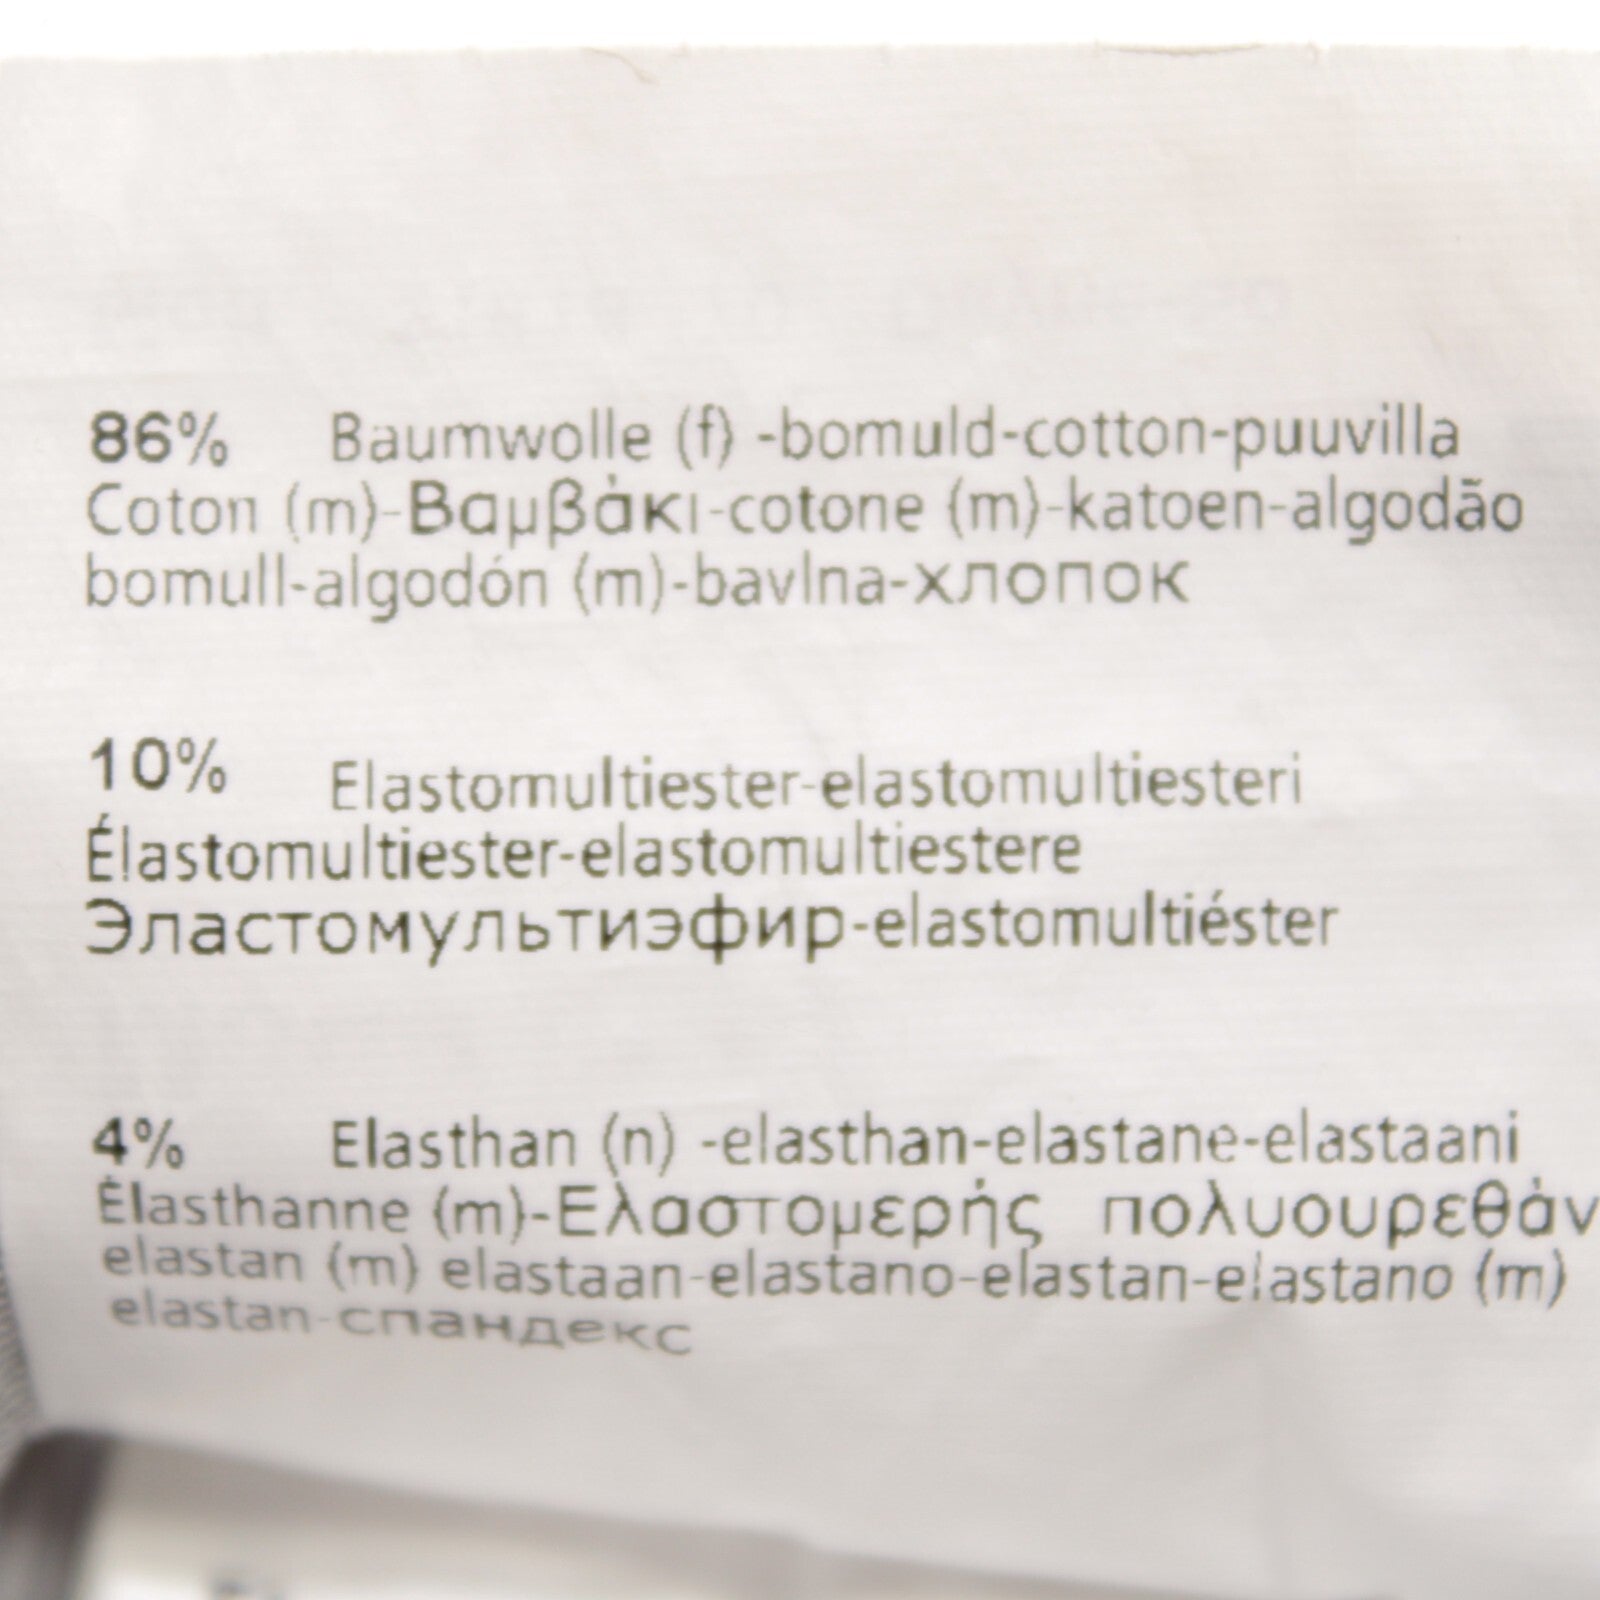 86% Baumwolle (f) -bomuld-cotton-puuvilla
Coton (m)-Βαμβάκι-cotone (m)-katoen-algodão
bomull-algodón (m)-bavlna-хлопок
10% Elastomultiester-elastomultiesteri
Élastomultiester-elastomultiestere
Эластомультиэфир-elastomultiéster
4% Elasthan (n) -elasthan-elastane-elastaani
Élasthanne (m)-Ελαστομερής πολυουρεθάν
elastan (m) elastaan-elastano-elastan-elastano (m)
elastan-спандекс